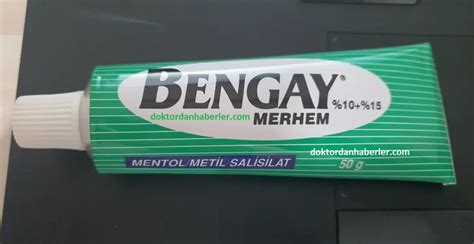 BENGAY®
%10+%15
doktordanhaberler.com
MERHEM
doktordanhaberler.com
MENTOL/METİL SALİSİLAT
50 g